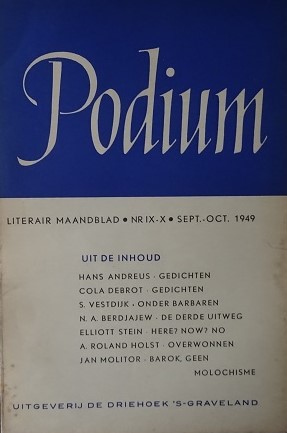 Podium
LITERAIR MAANDBLAD • NR IX-X • SEPT.-OCT. 1949
UIT DE INHOUD
HANS ANDREUS · GEDICHTEN
COLA DEBROT · GEDICHTEN
S. VESTDIJK · ONDER BARBAREN
N. A. BERDJAJEW · DE DERDE UITWEG
ELLIOTT STEIN · HERE? NOW? NO
A. ROLAND HOLST · OVERWONNEN
JAN MOLITOR · BAROK, GEEN
MOLOCHISME
UITGEVERIJ DE DRIEHOEK 'S-GRAVELAND